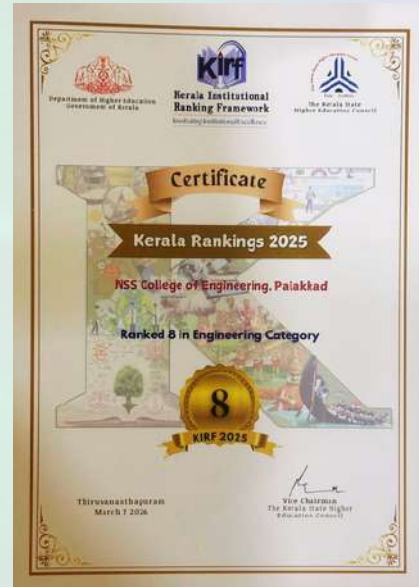 Department of Higher Education
Government of Kerala
Kirf
Kerala Institutional
Ranking Framework
The Kerala State
Higher Education Council
Certificate
Kerala Rankings 2025
NSS College of Engineering, Palakkad
Ranked 8 in Engineering Category
8
KIRF 2025
Thiruvananthapuram
March 7 2026
Vice Chairman
The Kerala State Higher
Education Council